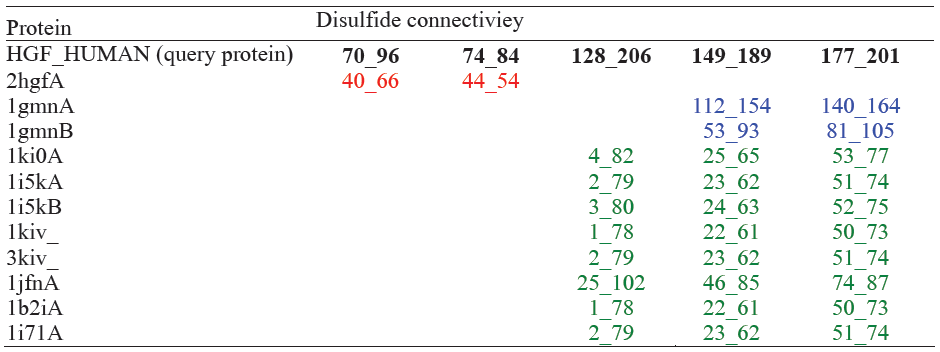 Disulfide connectiviey
Protein
HGF_HUMAN (query protein) 70_96 74_84 128_206 149_189 177_201
2hgfA 40_66 44_54
1gmnA 112_154 140_164
1gmnB 53_93 81_105
1ki0A 4_82 25_65 53_77
1i5kA 2_79 23_62 51_74
1i5kB 3_80 24_63 52_75
1kiv_ 1_78 22_61 50_73
3kiv_ 2_79 23_62 51_74
1jfnA 25_102 46_85 74_87
1b2iA 1_78 22_61 50_73
1i71A 2_79 23_62 51_74